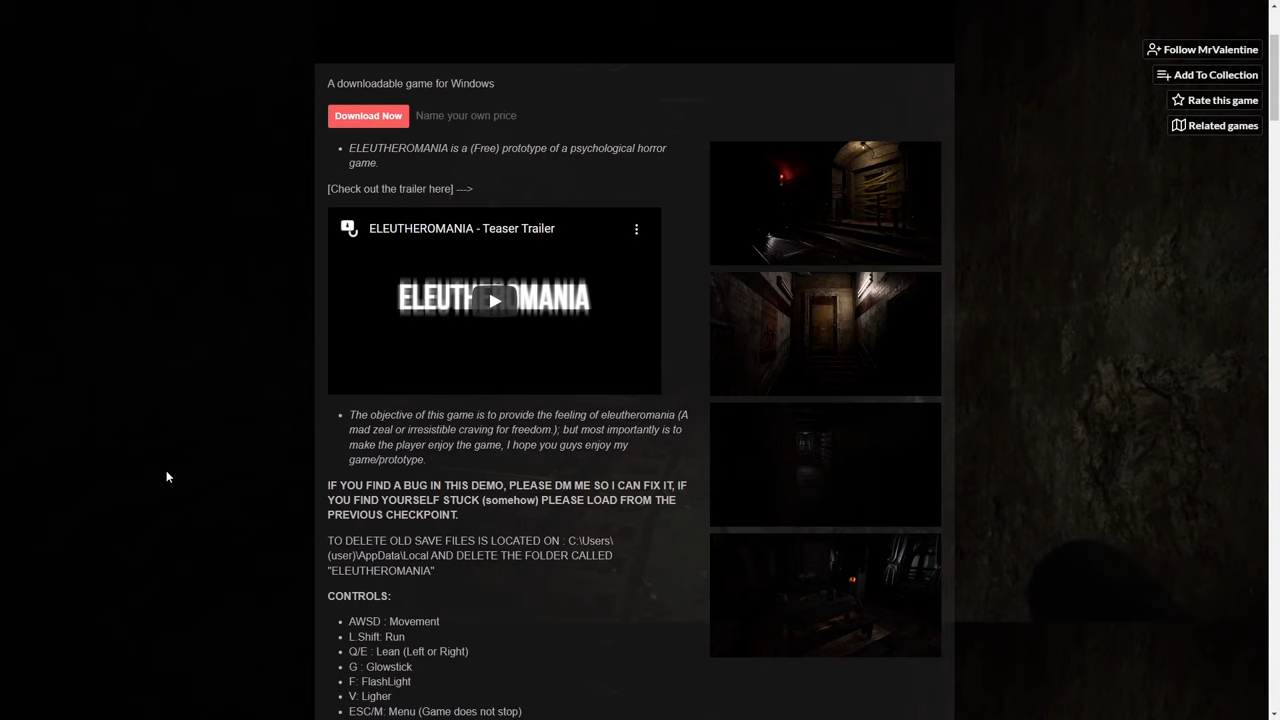 Follow MrValentine
Add To Collection
Rate this game
Related games
A downloadable game for Windows
Download Now Name your own price
• ELEUTHEROMANIA is a (Free) prototype of a psychological horror
game.
[Check out the trailer here] --->
ELEUTHEROMANIA - Teaser Trailer
ELEUTHEROMANIA
• The objective of this game is to provide the feeling of eleutheromania (A
mad zeal or irresistible craving for freedom.); but most importantly is to
make the player enjoy the game, I hope you guys enjoy my
game/prototype.
IF YOU FIND A BUG IN THIS DEMO, PLEASE DM ME SO I CAN FIX IT, IF
YOU FIND YOURSELF STUCK (somehow) PLEASE LOAD FROM THE
PREVIOUS CHECKPOINT.
TO DELETE OLD SAVE FILES IS LOCATED ON : C:\Users\
(user)\AppData\Local AND DELETE THE FOLDER CALLED
"ELEUTHEROMANIA"
CONTROLS:
• AWSD : Movement
• L.Shift: Run
• Q/E : Lean (Left or Right)
• G : Glowstick
• F: FlashLight
• V: Ligher
• ESC/M: Menu (Game does not stop)